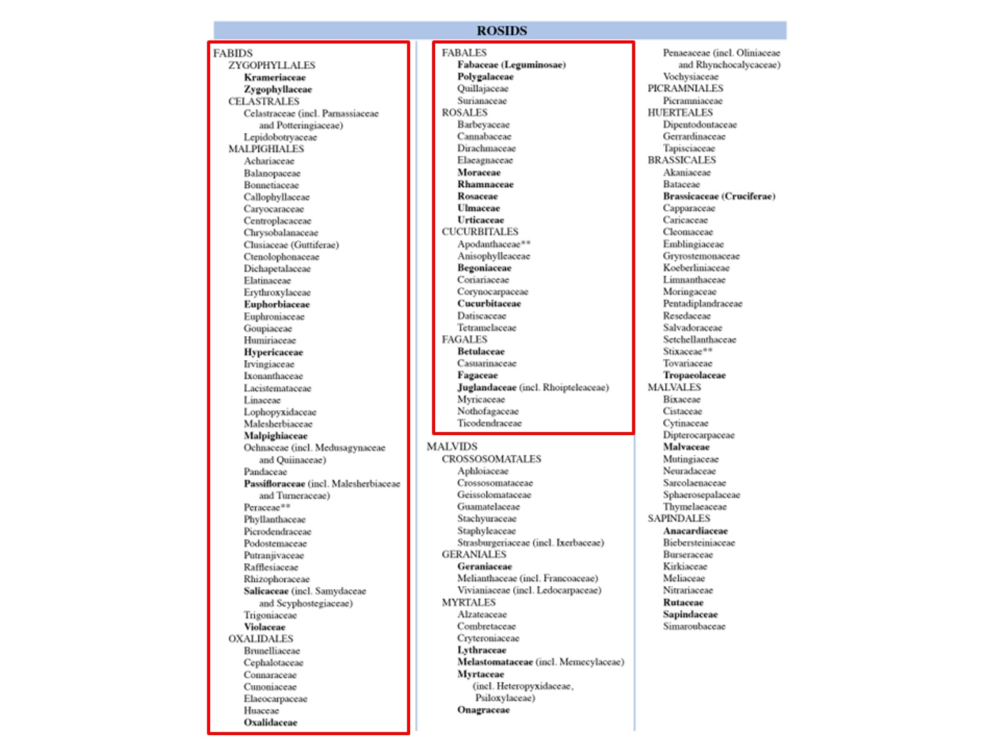 ROSIDS
FABIDS
ZYGOPHYLLALES
Krameriaceae
Zygophyllaceae
CELASTRALES
Celastraceae (incl. Parnassiaceae
and Potteringiaceae)
Lepidobotryaceae
MALPIGHIALES
Achariaceae
Balanopaceae
Bonnetiaceae
Callophyllaceae
Caryocaraceae
Centroplacaceae
Chrysobalanaceae
Clusiaceae (Guttiferae)
Ctenolophonaceae
Dichapetalaceae
Elatinaceae
Erythroxylaceae
Euphorbiaceae
Euphroniaceae
Goupiaceae
Humiriaceae
Hypericaceae
Irvingiaceae
Ixonanthaceae
Lacistemataceae
Linaceae
Lophopyxidaceae
Malesherbiaceae
Malpighiaceae
Ochnaceae (incl. Medusagynaceae
and Quiinaceae)
Pandaceae
Passifloraceae (incl. Malesherbiaceae
and Turneraceae)
Peraceae**
Phyllanthaceae
Picrodendraceae
Podostemaceae
Putranjivaceae
Rafflesiaceae
Rhizophoraceae
Salicaceae (incl. Samydaceae
and Scyphostegiaceae)
Trigoniaceae
Violaceae
OXALIDALES
Brunelliaceae
Cephalotaceae
Connaraceae
Cunoniaceae
Elaeocarpaceae
Huaceae
Oxalidaceae
FABALES
Fabaceae (Leguminosae)
Polygalaceae
Quillajaceae
Surianaceae
ROSALES
Barbeyaceae
Cannabaceae
Dirachmaceae
Elaeagnaceae
Moraceae
Rhamnaceae
Rosaceae
Ulmaceae
Urticaceae
CUCURBITALES
Apodanthaceae**
Anisophylleaceae
Begoniaceae
Coriariaceae
Corynocarpaceae
Cucurbitaceae
Datiscaceae
Tetramelaceae
FAGALES
Betulaceae
Casuarinaceae
Fagaceae
Juglandaceae (incl. Rhoipteleaceae)
Myricaceae
Nothofagaceae
Ticodendraceae
MALVIDS
CROSSOSOMATALES
Aphloiaceae
Crossosomataceae
Geissolomataceae
Guamatelaceae
Stachyuraceae
Staphyleaceae
Strasburgeriaceae (incl. Ixerbaceae)
GERANIALES
Geraniaceae
Melianthaceae (incl. Francoaceae)
Vivianiaceae (incl. Ledocarpaceae)
MYRTALES
Alzateaceae
Combretaceae
Cryteroniaceae
Lythraceae
Melastomataceae (incl. Memecylaceae)
Myrtaceae
(incl. Heteropyxidaceae,
Psiloxylaceae)
Onagraceae
Penaeaceae (incl. Oliniaceae
and Rhynchocalycaceae)
Vochysiaceae
PICRAMNIALES
Picramniaceae
HUERTEALES
Dipentodontaceae
Gerrardinaceae
Tapisciaceae
BRASSICALES
Akaniaceae
Bataceae
Brassicaceae (Cruciferae)
Capparaceae
Caricaceae
Cleomaceae
Emblingiaceae
Gryrostemonaceae
Koeberliniaceae
Limnanthaceae
Moringaceae
Pentadiplandraceae
Resedaceae
Salvadoraceae
Setchellanthaceae
Stixaceae**
Tovariaceae
Tropaeolaceae
MALVALES
Bixaceae
Cistaceae
Cytinaceae
Dipterocarpaceae
Malvaceae
Mutingiaceae
Neuradaceae
Sarcolaenaceae
Sphaerosepalaceae
Thymelaeaceae
SAPINDALES
Anacardiaceae
Biebersteiniaceae
Burseraceae
Kirkiaceae
Meliaceae
Nitrariaceae
Rutaceae
Sapindaceae
Simaroubaceae